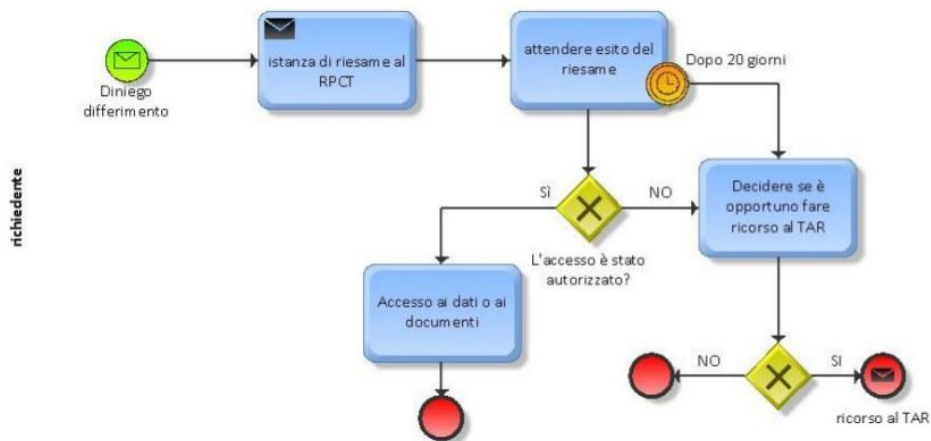 Diniego
differimento
istanza di riesame al
RPCT
attendere esito del
riesame
Dopo 20 giorni
richiedente
Sì
NO
L'accesso è stato
autorizzato?
Decidere se è
opportuno fare
ricorso al TAR
Accesso ai dati o ai
documenti
NO
SI
ricorso al TAR